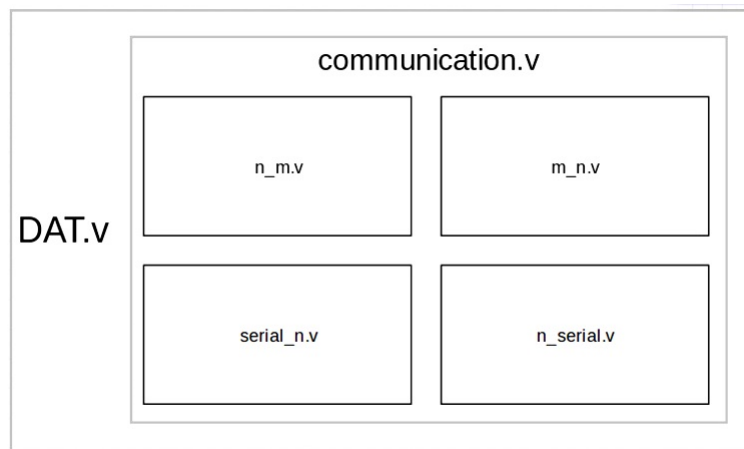 communication.v
n_m.v
m_n.v
DAT.v
serial_n.v
n_serial.v